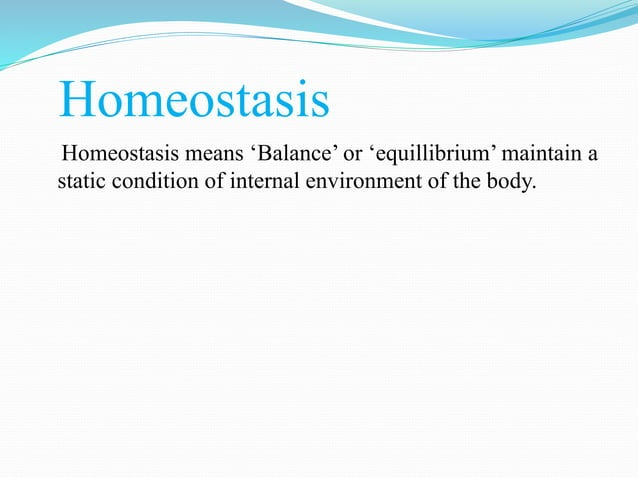 Homeostasis
Homeostasis means ‘Balance’ or ‘equillibrium’ maintain a
static condition of internal environment of the body.